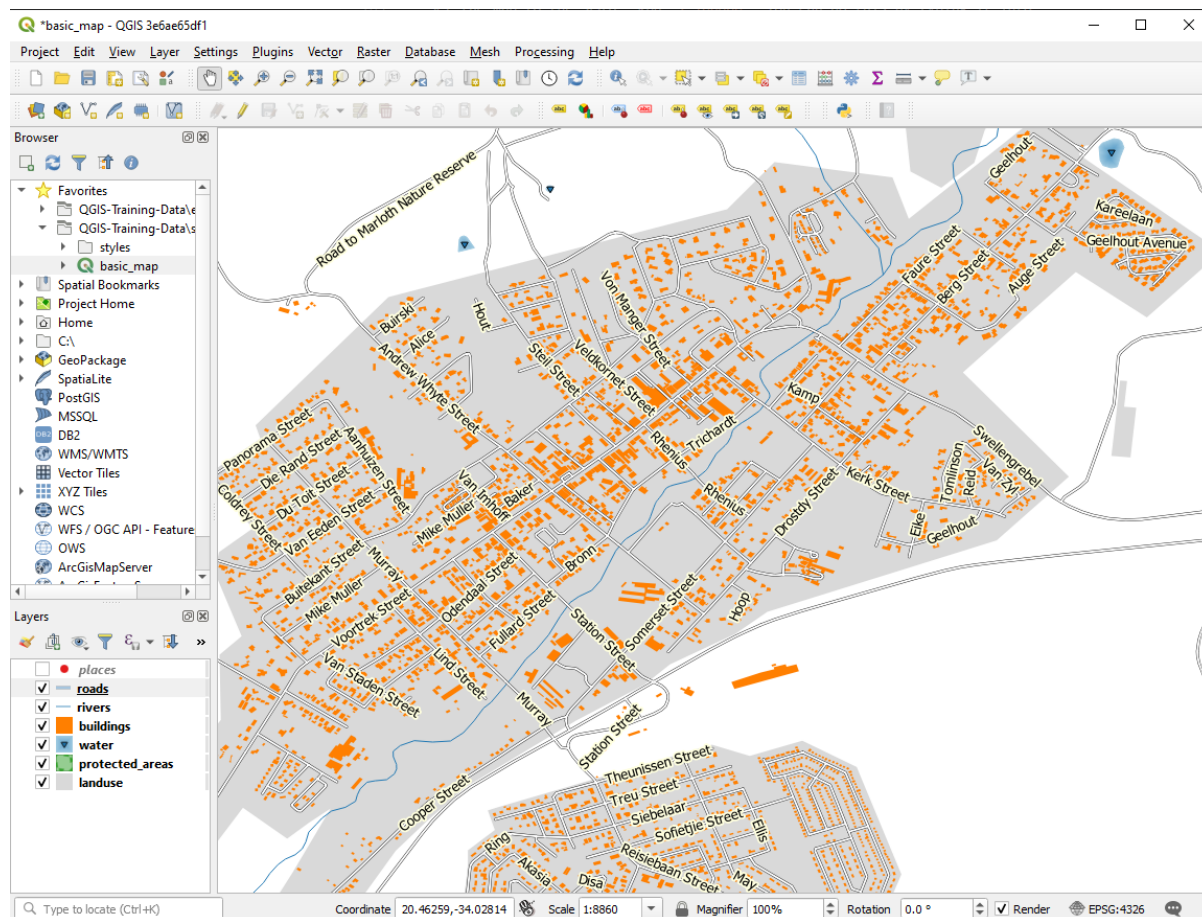 *basic_map - QGIS 3e6ae65df1
Project Edit View Layer Settings Plugins Vector Raster Database Mesh Processing Help
Browser
Favorites
QGIS-Training-Data\e
QGIS-Training-Data\s
styles
basic_map
Spatial Bookmarks
Project Home
Home
C:\
GeoPackage
SpatiaLite
PostGIS
MSSQL
DB2
WMS/WMTS
Vector Tiles
XYZ Tiles
WCS
WFS / OGC API - Feature
OWS
ArcGisMapServer
Layers
places
roads
rivers
buildings
water
protected_areas
landuse
Road to Marloth Nature Reserve
Geelhout
Kareelaan
Geelhout Avenue
Faure Street
Berg Street
Auge Street
Buirski
Alice
Hout
Von Manger Street
Andrew Whyte Street
Steil Street
Veldkornet Street
Kamp
Panorama Street
Die Rand Street
Aanhuizen Street
Du-Toit Street
Coldrey Street
Van Eeden Street
Rhenius
Trichardt
Swellengrebel
Tomlinson
Reid
Van Zyl
Van Imhoff
Baker
Mike Muller
Rhenius
Drostdy Street
Kerk Street
Eike
Geelhout
Buitekant Street
Murray
Mike Muller
Voortrek Street
Odendaal Street
Bronn
Fullard Street
Station Street
Somerset Street
Hoop
Van Staden Street
Lind Street
Murray
Station Street
Cooper Street
Theunissen Street
Treu Street
Siebelaar
Sofietjie Street
Ellis
Ring
Reisiebaan Street
Akasia
Disa
May
Type to locate (Ctrl+K) Coordinate 20.46259,-34.02814 Scale 1:8860 Magnifier 100% Rotation 0.0 ° Render EPSG:4326